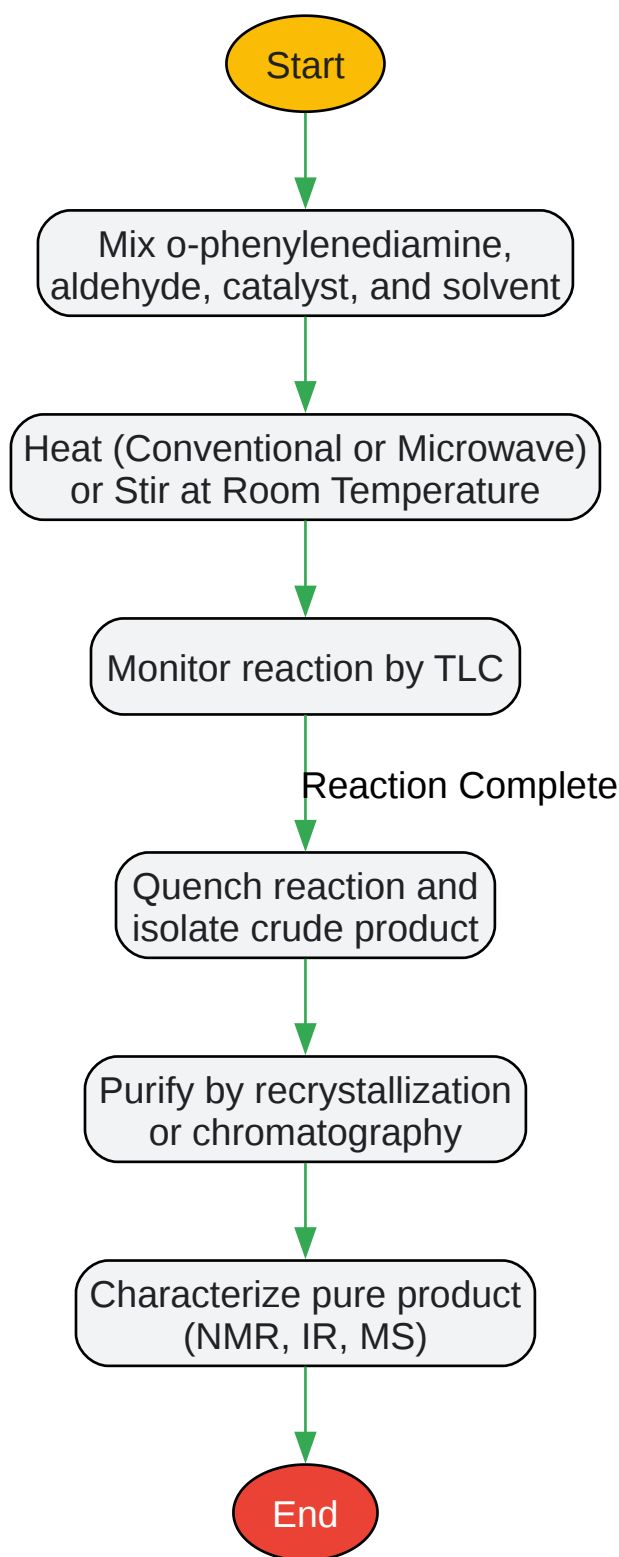 Start
Mix o-phenylenediamine,
aldehyde, catalyst, and solvent
Heat (Conventional or Microwave)
or Stir at Room Temperature
Monitor reaction by TLC
Reaction Complete
Quench reaction and
isolate crude product
Purify by recrystallization
or chromatography
Characterize pure product
(NMR, IR, MS)
End